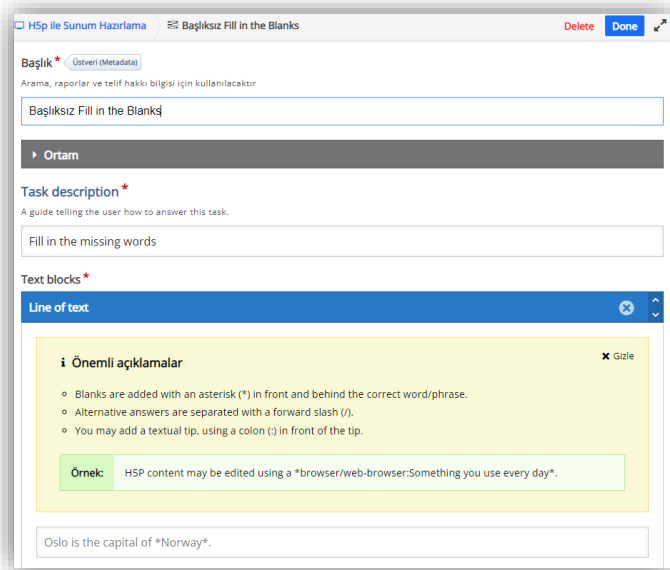 H5p ile Sunum Hazırlama Başlıksız Fill in the Blanks Delete Done
Başlık * Üstveri (Metadata)
Arama, raporlar ve telif hakkı bilgisi için kullanılacaktır
Başlıksız Fill in the Blanks
Ortam
Task description *
A guide telling the user how to answer this task.
Fill in the missing words
Text blocks *
Line of text
Önemli açıklamalar Gizle
Blanks are added with an asterisk (*) in front and behind the correct word/phrase.
Alternative answers are separated with a forward slash (/).
You may add a textual tip, using a colon (:) in front of the tip.
Örnek: H5P content may be edited using a *browser/web-browser:Something you use every day*.
Oslo is the capital of *Norway*.